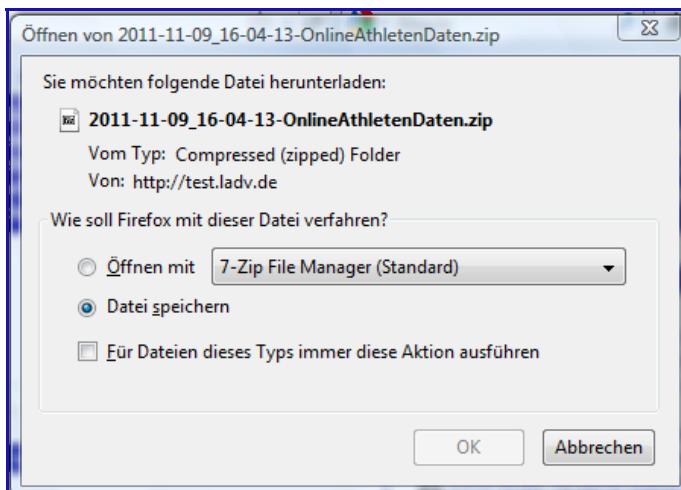 Öffnen von 2011-11-09_16-04-13-OnlineAthletenDaten.zip
Sie möchten folgende Datei herunterladen:
2011-11-09_16-04-13-OnlineAthletenDaten.zip
Vom Typ: Compressed (zipped) Folder
Von: http://test.ladv.de
Wie soll Firefox mit dieser Datei verfahren?
Öffnen mit 7-Zip File Manager (Standard)
Datei speichern
Für Dateien dieses Typs immer diese Aktion ausführen
OK Abbrechen